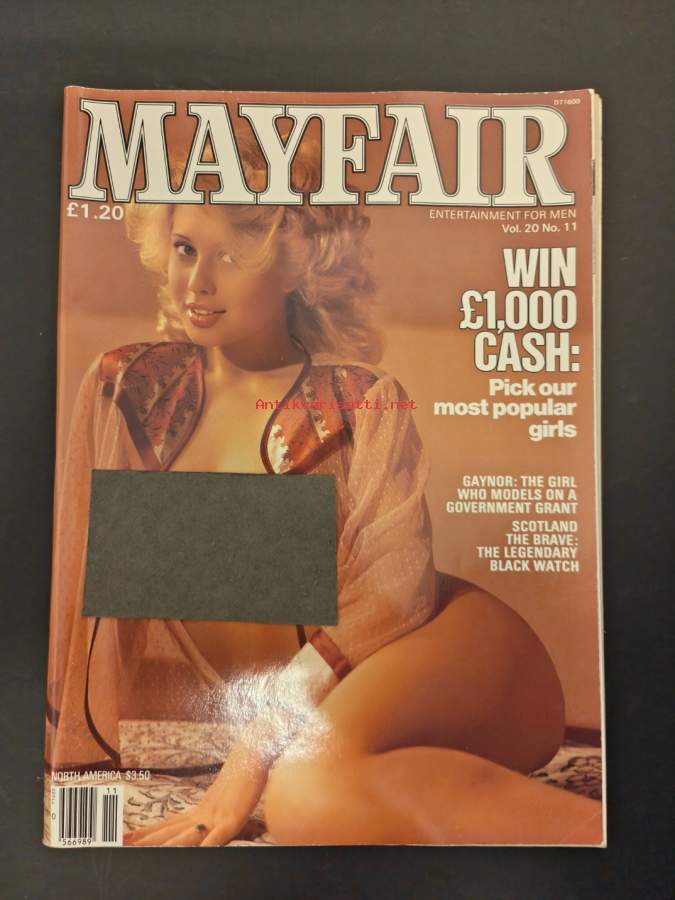 D71600
MAYFAIR
£1.20
ENTERTAINMENT FOR MEN
Vol. 20 No. 11
WIN
£1,000
CASH:
Pick our
most popular
girls
Antikvariaatti.net
GAYNOR: THE GIRL
WHO MODELS ON A
GOVERNMENT GRANT
SCOTLAND
THE BRAVE:
THE LEGENDARY
BLACK WATCH
NORTH AMERICA $3.50
11
566989